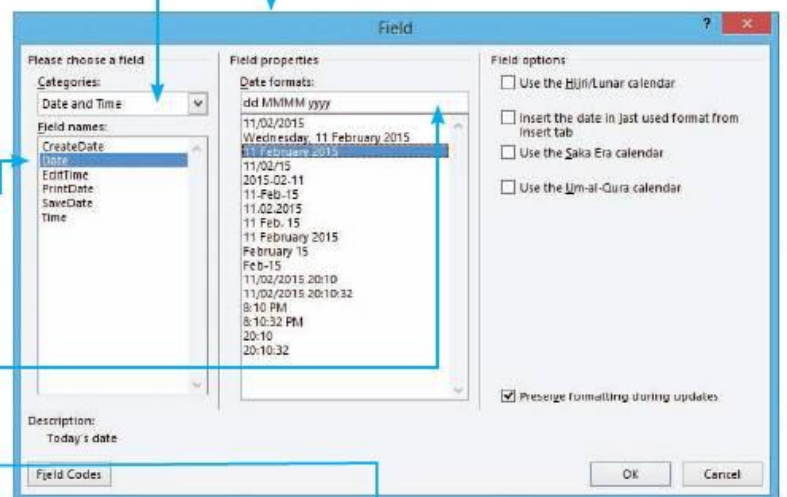 Field
?
Please choose a field
Categories:
Date and Time
Field names:
CreateDate
Date
EditTime
PrintDate
SaveDate
Time
Field properties
Date formats:
dd MMMM yyyy
11/02/2015
Wednesday, 11 February 2015
11 February 2015
11/02/15
2015-02-11
11-Feb-15
11.02.2015
11 Feb. 15
11 February 2015
February 15
Feb-15
11/02/2015 20:10
11/02/2015 20:10:32
8:10 PM
8:10:32 PM
20:10
20:10:32
Field options
Use the Hijri/Lunar calendar
Insert the date in last used format from
Insert tab
Use the Saka Era calendar
Use the Um-al-Qura calendar
Preserve formatting during updates
Description:
Today's date
Field Codes
OK
Cancel